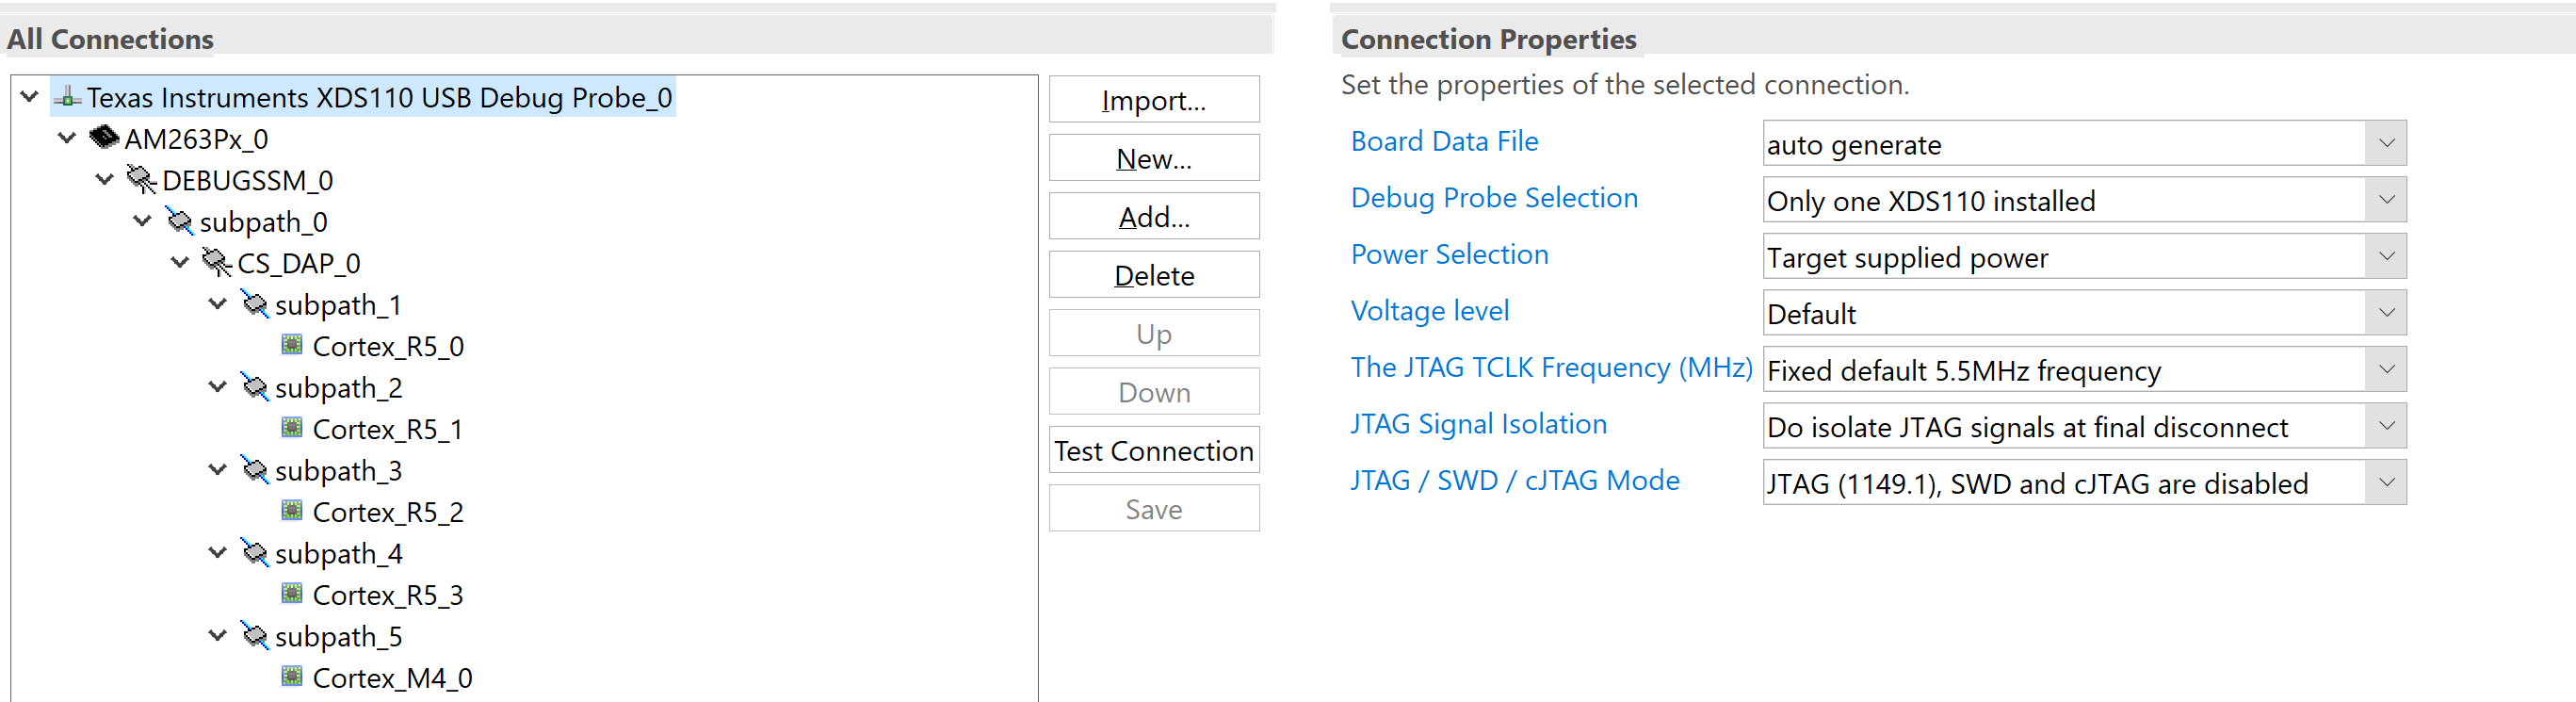 All Connections
Texas Instruments XDS110 USB Debug Probe_0
AM263Px_0
DEBUGSSM_0
subpath_0
CS_DAP_0
subpath_1
Cortex_R5_0
subpath_2
Cortex_R5_1
subpath_3
Cortex_R5_2
subpath_4
Cortex_R5_3
subpath_5
Cortex_M4_0
Import...
New...
Add...
Delete
Up
Down
Test Connection
Save
Connection Properties
Set the properties of the selected connection.
Board Data File auto generate
Debug Probe Selection Only one XDS110 installed
Power Selection Target supplied power
Voltage level Default
The JTAG TCLK Frequency (MHz) Fixed default 5.5MHz frequency
JTAG Signal Isolation Do isolate JTAG signals at final disconnect
JTAG / SWD / cJTAG Mode JTAG (1149.1), SWD and cJTAG are disabled